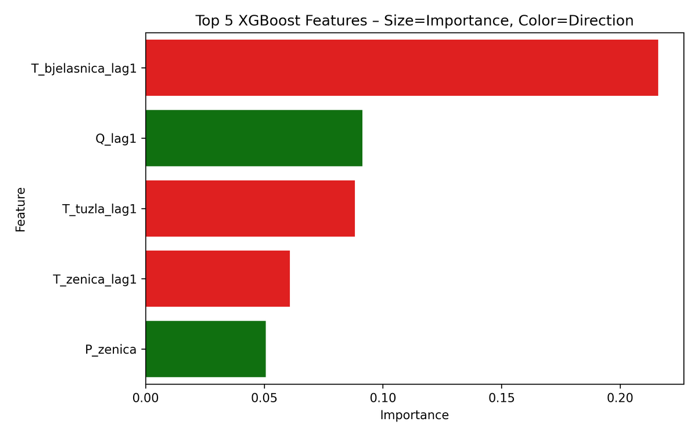 Top 5 XGBoost Features – Size=Importance, Color=Direction
T_bjelasnica_lag1
Q_lag1
T_tuzla_lag1
T_zenica_lag1
P_zenica
Feature
0.00 0.05 0.10 0.15 0.20
Importance